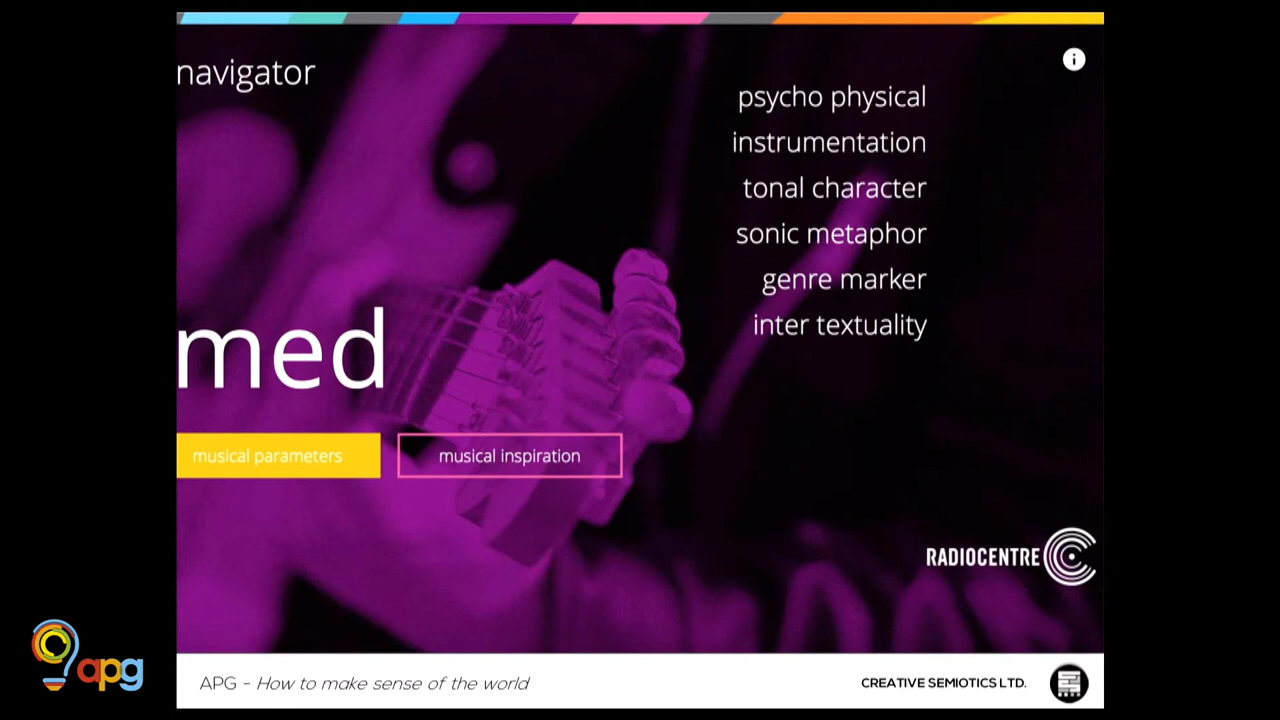 navigator
i
psycho physical
instrumentation
tonal character
sonic metaphor
genre marker
inter textuality
med
musical parameters
musical inspiration
RADIOCENTRE
apg
APG - How to make sense of the world
CREATIVE SEMIOTICS LTD.